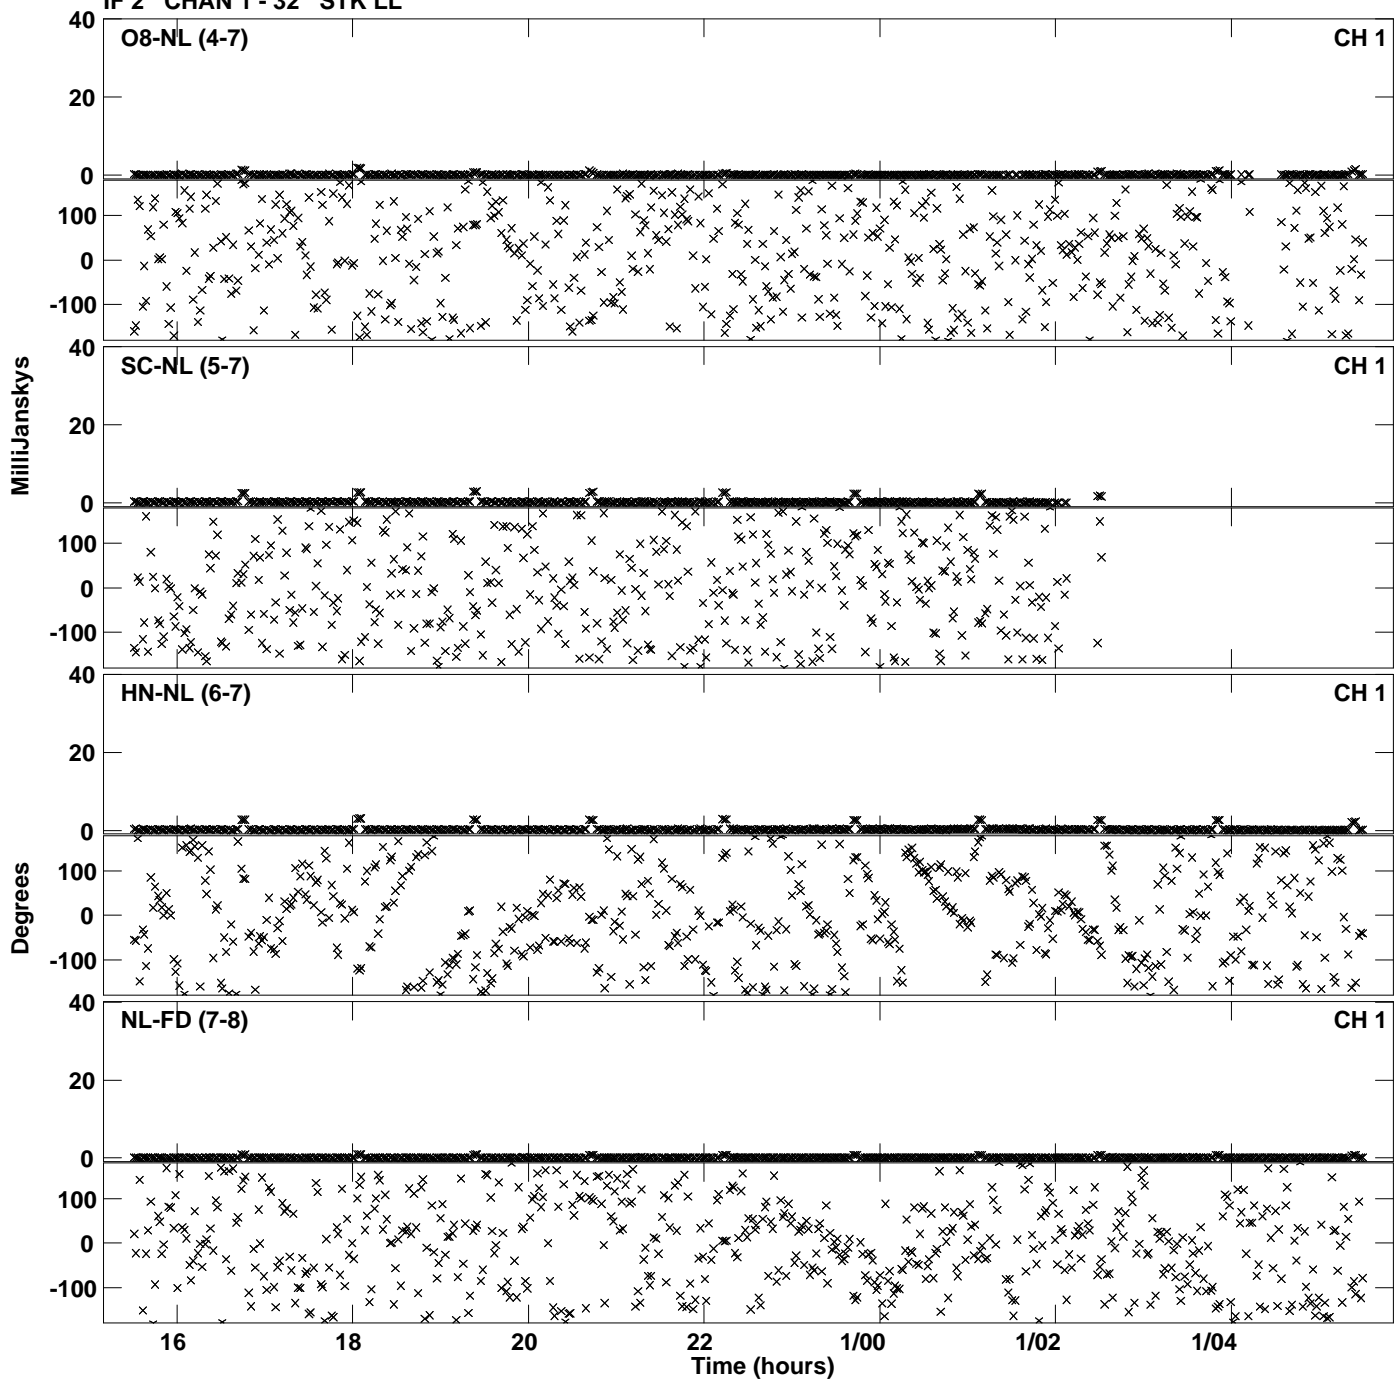 IF 2 CHAN 1 - 32 STK LL
40
O8-NL (4-7)
CH 1
20
0
100
0
-100
40
SC-NL (5-7)
CH 1
20
0
100
0
-100
MilliJanskys
40
HN-NL (6-7)
CH 1
20
0
100
0
-100
Degrees
40
NL-FD (7-8)
CH 1
20
0
100
0
-100
16
18
20
22
1/00
1/02
1/04
Time (hours)